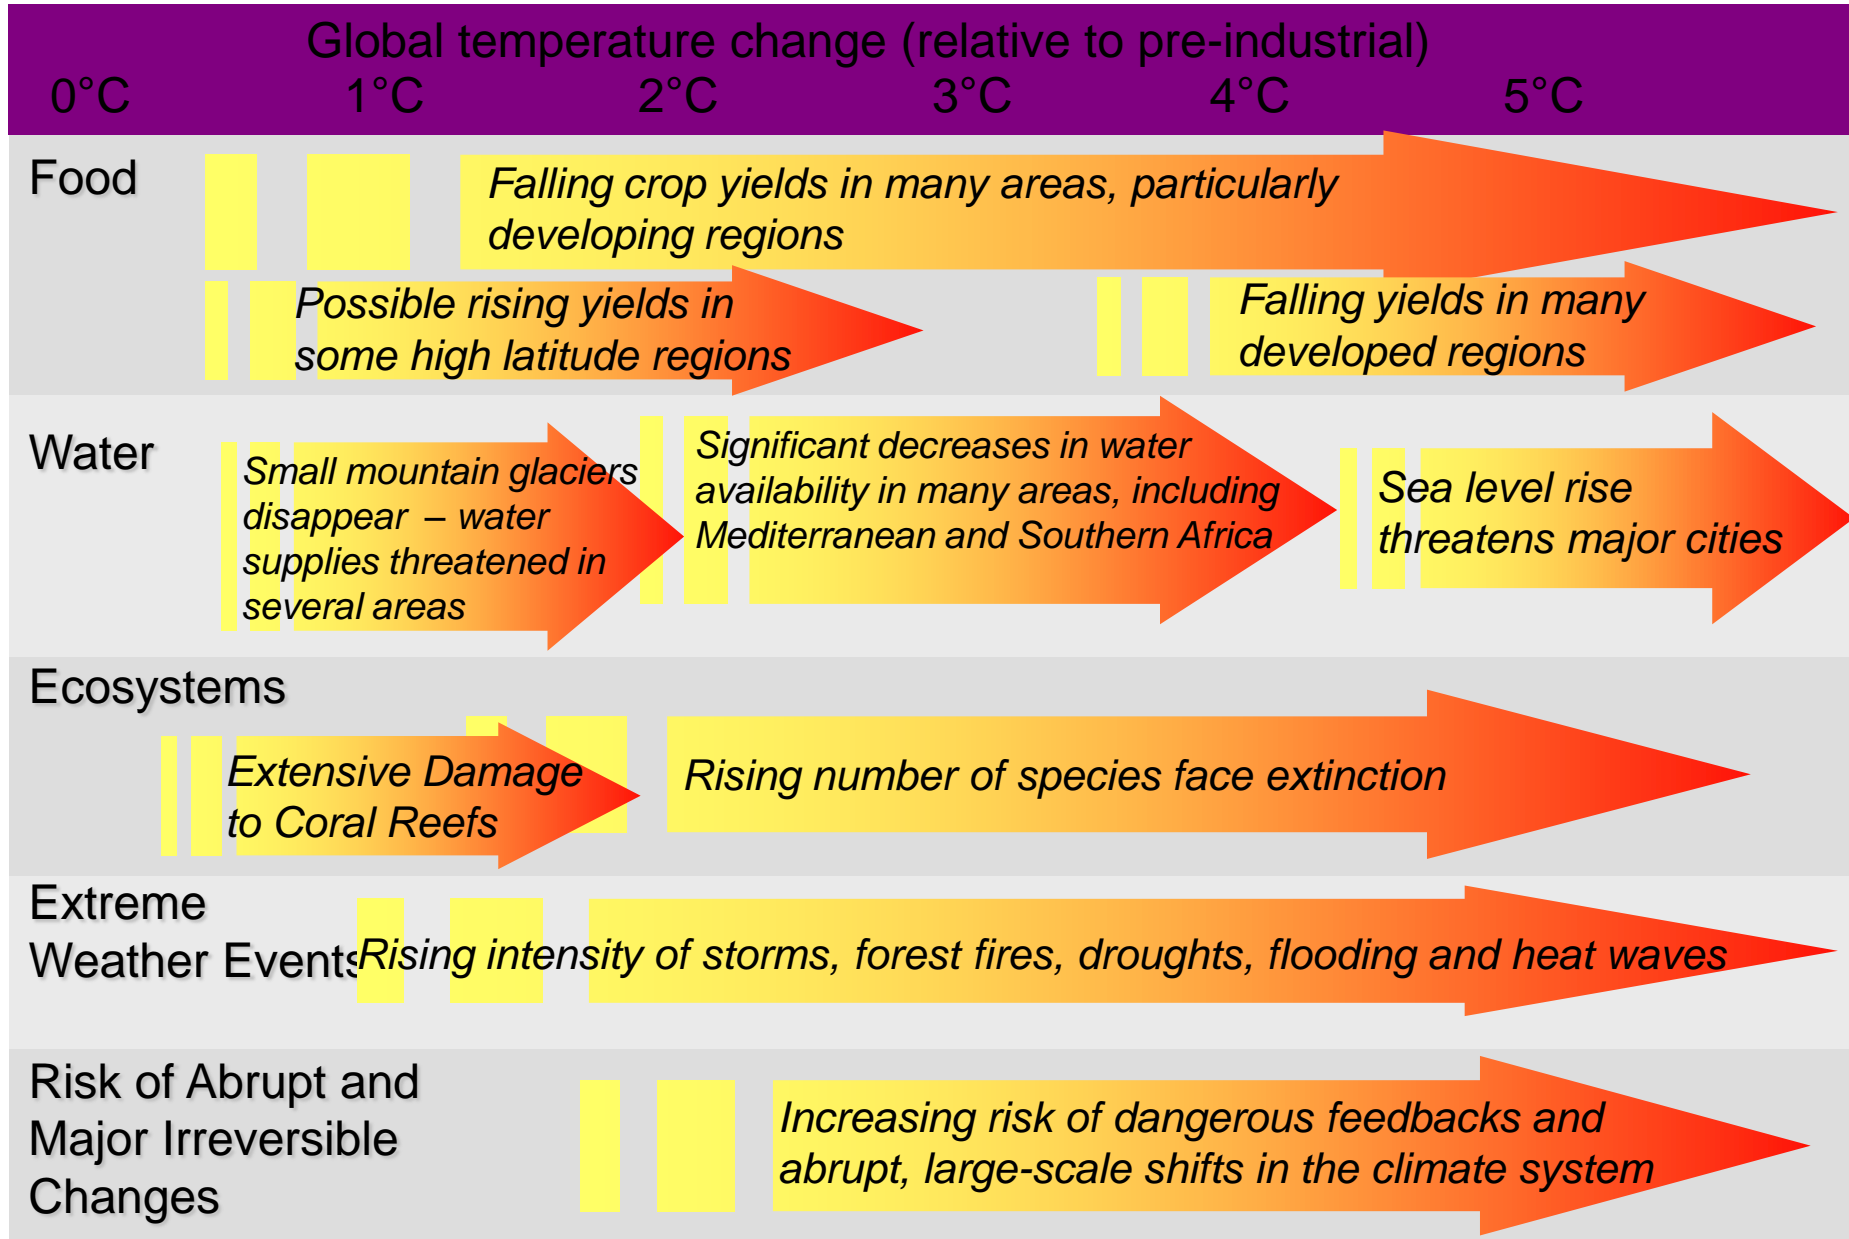 Global temperature change (relative to pre-industrial)
0°C 1°C 2°C 3°C 4°C 5°C
Food
Falling crop yields in many areas, particularly
developing regions
Possible rising yields in
some high latitude regions
Falling yields in many
developed regions
Water
Small mountain glaciers
disappear – water
supplies threatened in
several areas
Significant decreases in water
availability in many areas, including
Mediterranean and Southern Africa
Sea level rise
threatens major cities
Ecosystems
Extensive Damage
to Coral Reefs
Rising number of species face extinction
Extreme
Weather Events
Rising intensity of storms, forest fires, droughts, flooding and heat waves
Risk of Abrupt and
Major Irreversible
Changes
Increasing risk of dangerous feedbacks and
abrupt, large-scale shifts in the climate system